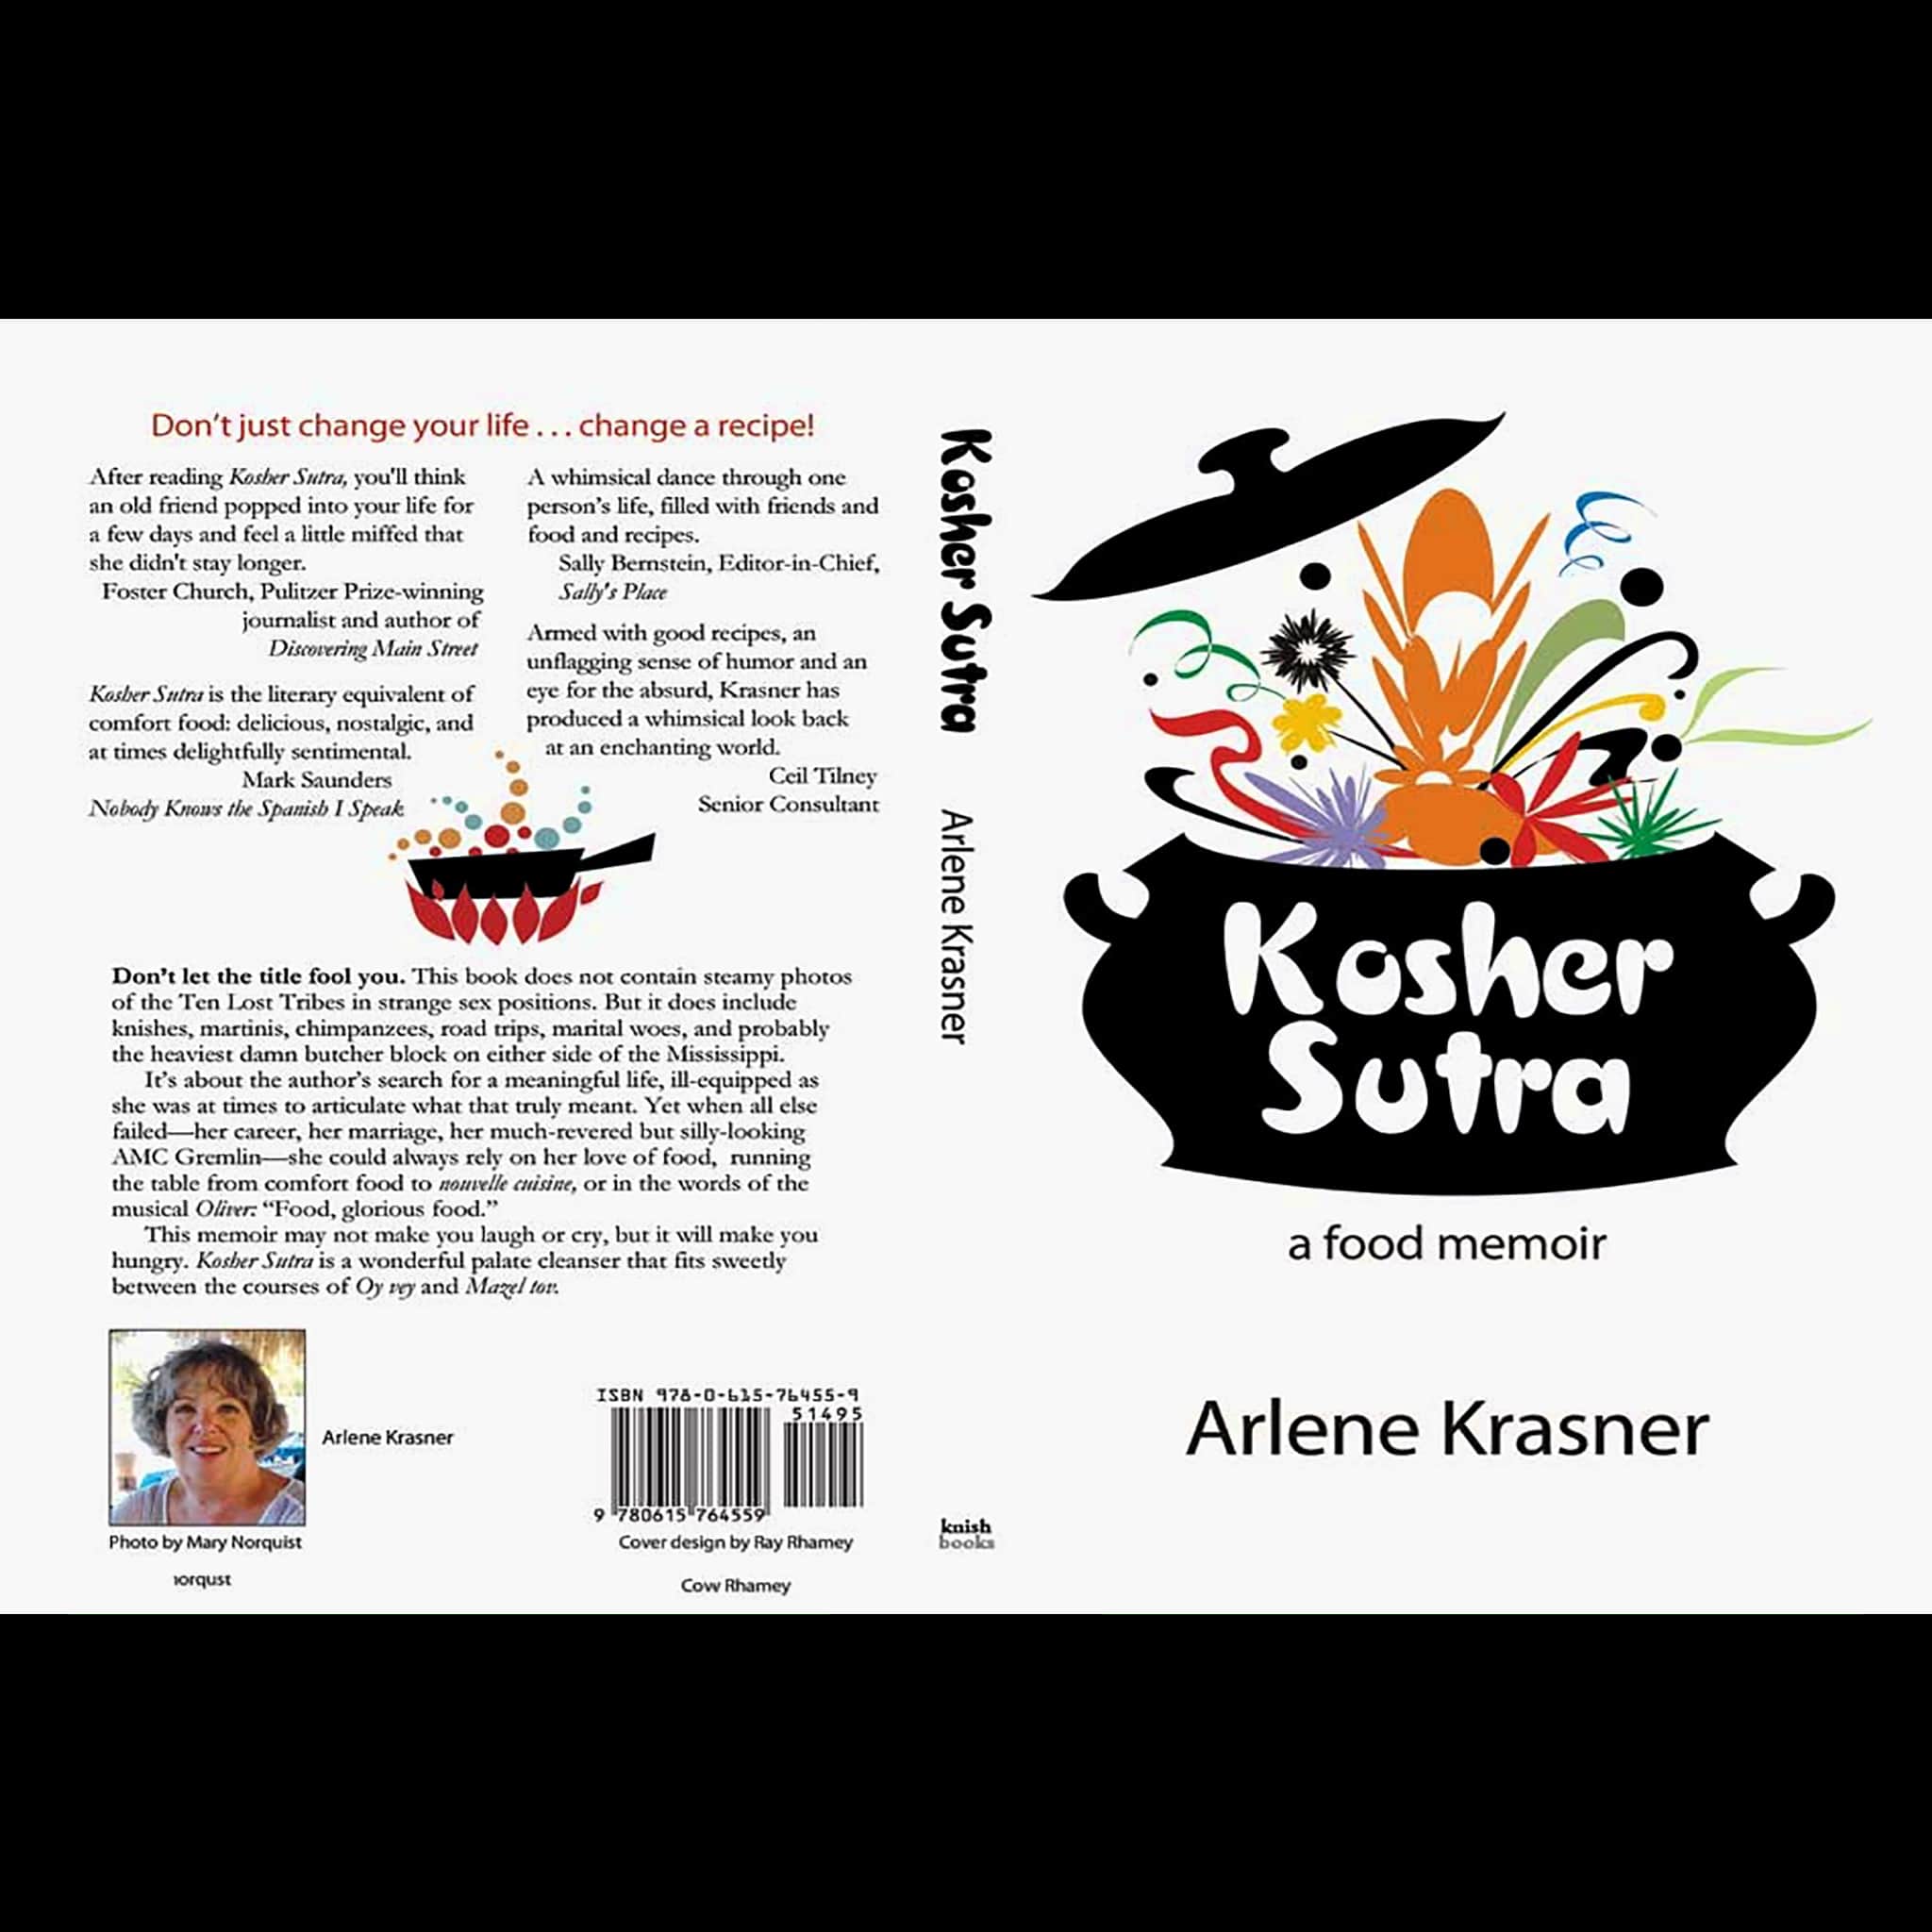 Don't just change your life . . . change a recipe!
After reading Kosher Sutra, you'll think
an old friend popped into your life for
a few days and feel a little miffed that
she didn't stay longer.
Foster Church, Pulitzer Prize-winning
journalist and author of
Discovering Main Street
Kosher Sutra is the literary equivalent of
comfort food: delicious, nostalgic, and
at times delightfully sentimental.
Mark Saunders
Nobody Knows the Spanish I Speak
A whimsical dance through one
person's life, filled with friends and
food and recipes.
Sally Bernstein, Editor-in-Chief,
Sally's Place
Armed with good recipes, an
unflagging sense of humor and an
eye for the absurd, Krasner has
produced a whimsical look back
at an enchanting world.
Ceil Tilney
Senior Consultant
Don't let the title fool you. This book does not contain steamy photos
of the Ten Lost Tribes in strange sex positions. But it does include
knishes, martinis, chimpanzees, road trips, marital woes, and probably
the heaviest damn butcher block on either side of the Mississippi.
It's about the author's search for a meaningful life, ill-equipped as
she was at times to articulate what that truly meant. Yet when all else
failed—her career, her marriage, her much-revered but silly-looking
AMC Gremlin—she could always rely on her love of food, running
the table from comfort food to nouvelle cuisine, or in the words of the
musical Oliver: “Food, glorious food.”
This memoir may not make you laugh or cry, but it will make you
hungry. Kosher Sutra is a wonderful palate cleanser that fits sweetly
between the courses of Oy vey and Mazel tov.
Arlene Krasner
Photo by Mary Norquist
orqust
ISBN 978-0-615-76455-9
51495
9 780615 764559
Cover design by Ray Rhamey
Cow Rhamey
Kosher Sutra Arlene Krasner
knish
books
Kosher
Sutra
a food memoir
Arlene Krasner